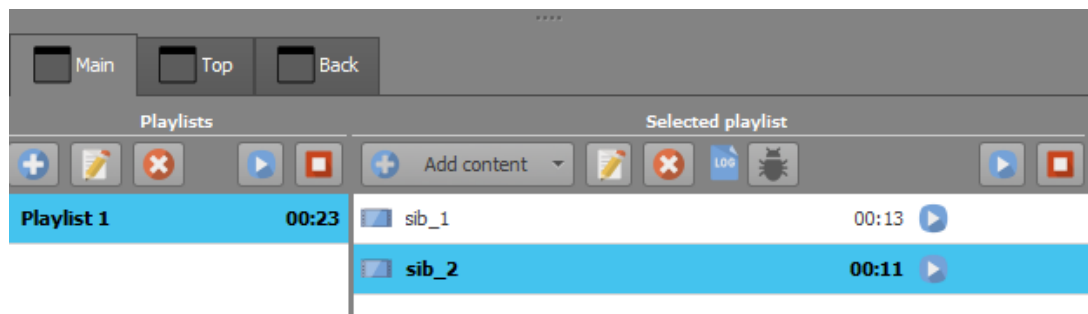 Main Top Back
Playlists Selected playlist
Add content LOG
Playlist 1 00:23 sib_1 00:13
sib_2 00:11